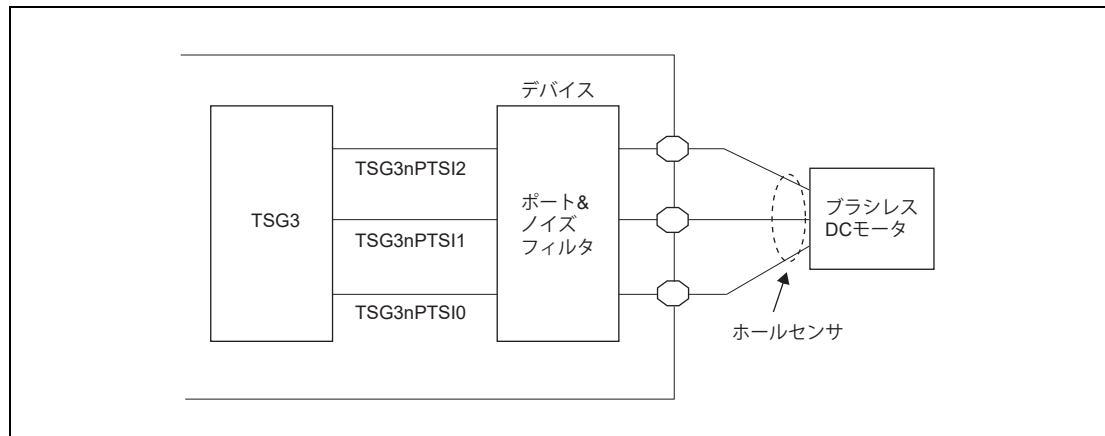 デバイス
TSG3
TSG3nPTSI2
TSG3nPTSI1
TSG3nPTSI0
ポート&
ノイズ
フィルタ
ブラシレス
DCモータ
ホールセンサ